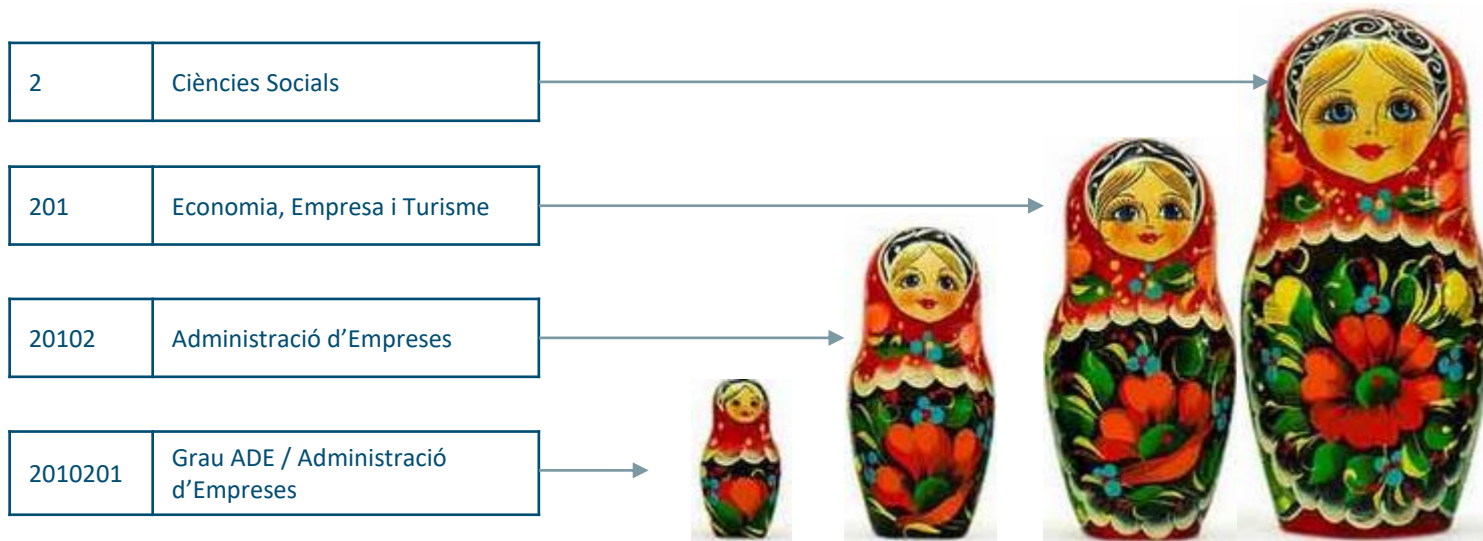 2 Ciències Socials
201 Economia, Empresa i Turisme
20102 Administració d’Empreses
2010201 Grau ADE / Administració
d’Empreses